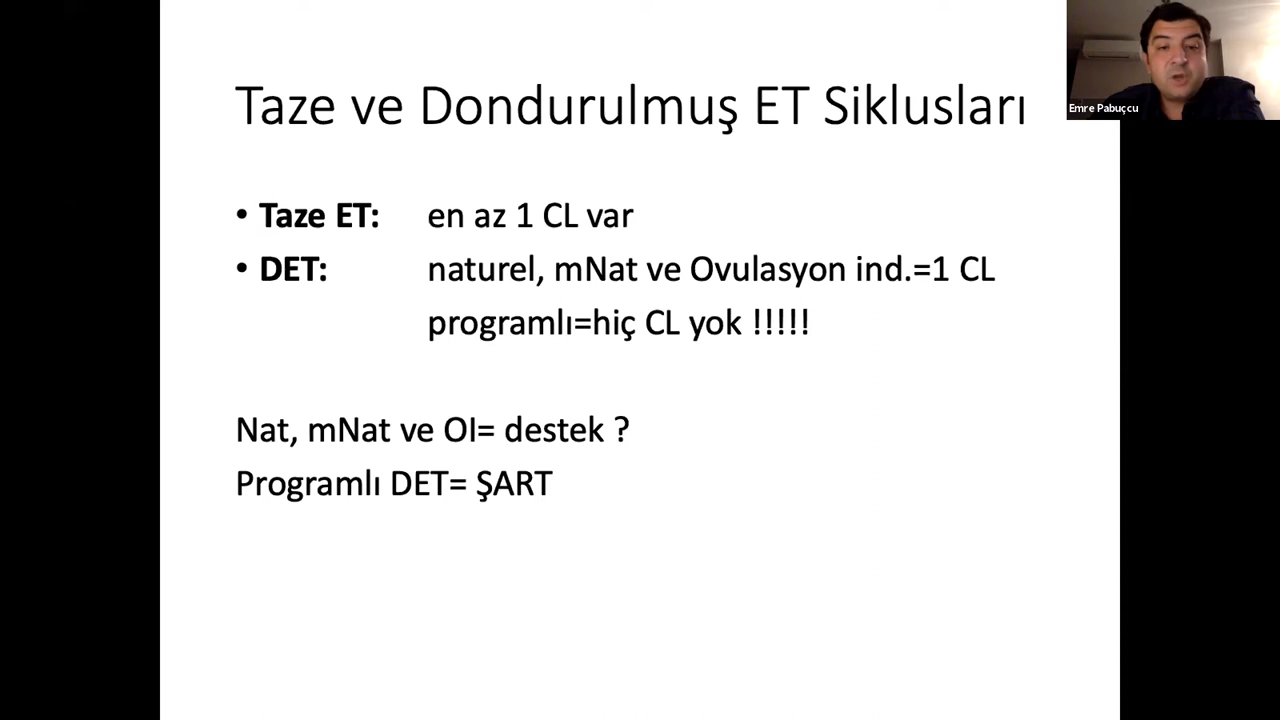 Taze ve Dondurulmuş ET Siklusları
Emre Pabuçcu
• Taze ET: en az 1 CL var
• DET: naturel, mNat ve Ovulasyon ind.=1 CL
programlı=hiç CL yok !!!!!
Nat, mNat ve OI= destek ?
Programlı DET= ŞART